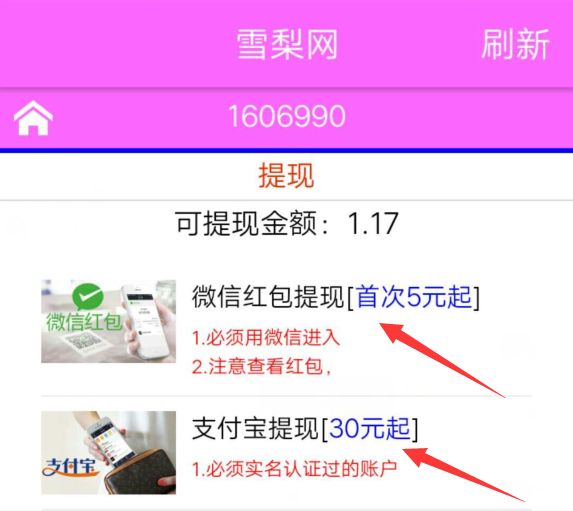 雪梨网 刷新
1606990
提现
可提现金额：1.17
微信红包
微信红包提现[首次5元起]
1.必须用微信进入
2.注意查看红包，
支付宝
支付宝提现[30元起]
1.必须实名认证过的账户